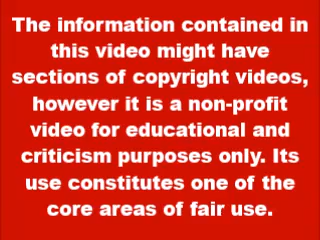 The information contained in
this video might have
sections of copyright videos,
however it is a non-profit
video for educational and
criticism purposes only. Its
use constitutes one of the
core areas of fair use.